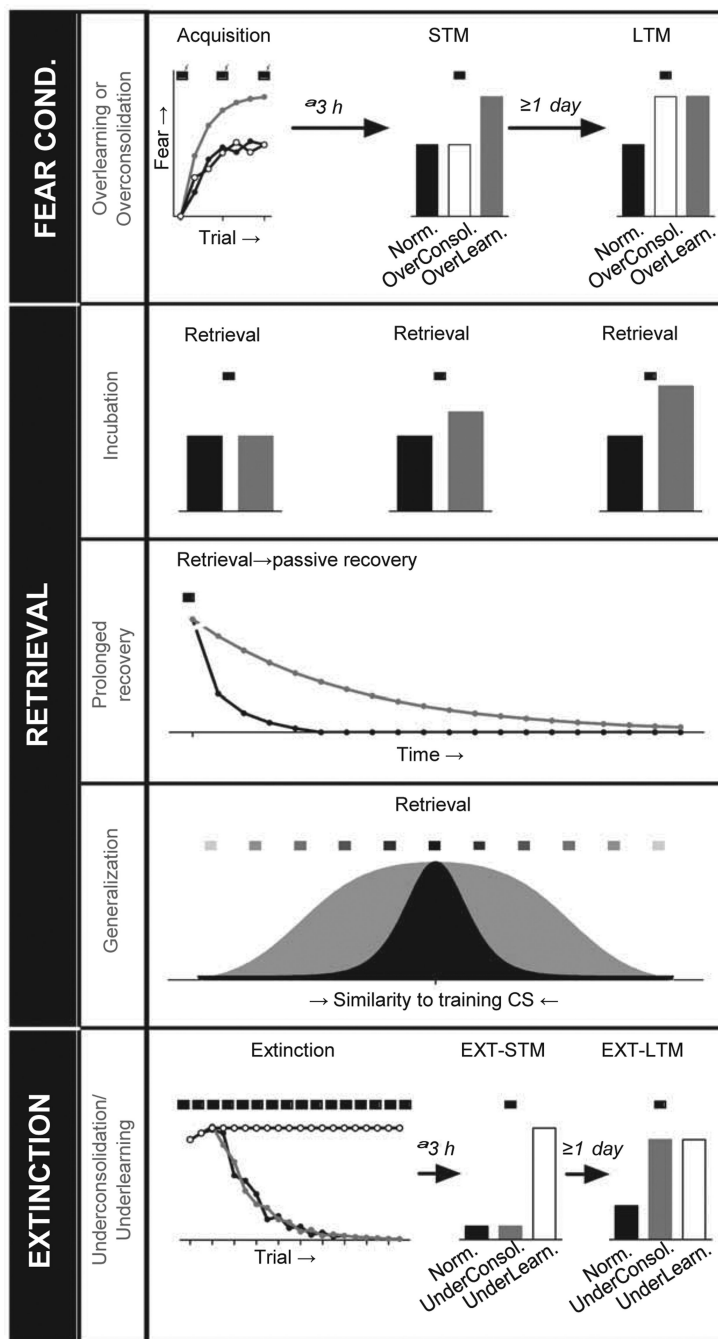 FEAR COND.
Overlearning or
Overconsolidation
Acquisition
STM
LTM
Fear →
Trial →
ª3 h
≥1 day
Norm.
OverConsol.
OverLearn.
Norm.
OverConsol.
OverLearn.
RETRIEVAL
Incubation
Retrieval
Retrieval
Retrieval
Prolonged
recovery
Retrieval→passive recovery
Time →
Generalization
Retrieval
→ Similarity to training CS ←
EXTINCTION
Underconsolidation/
Underlearning
Extinction
EXT-STM
EXT-LTM
Trial →
ª3 h
≥1 day
Norm.
UnderConsol.
UnderLearn.
Norm.
UnderConsol.
UnderLearn.